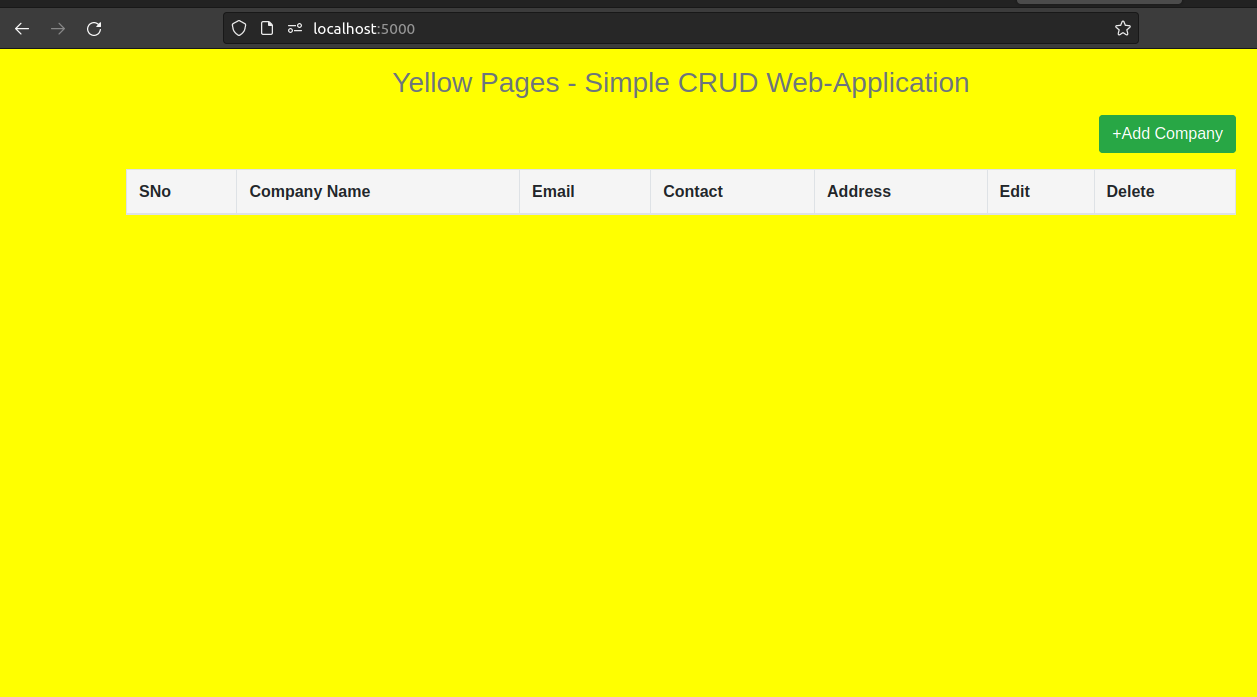 localhost:5000
Yellow Pages - Simple CRUD Web-Application
+Add Company
SNo Company Name Email Contact Address Edit Delete